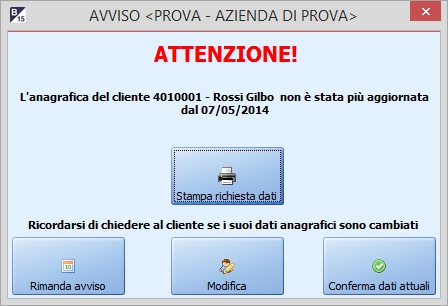 B
15
AVVISO <PROVA - AZIENDA DI PROVA>
ATTENZIONE!
L'anagrafica del cliente 4010001 - Rossi Gilbo non è stata più aggiornata
dal 07/05/2014
Stampa richiesta dati
Ricordarsi di chiedere al cliente se i suoi dati anagrafici sono cambiati
10
Rimanda avviso
Modifica
Conferma dati attuali